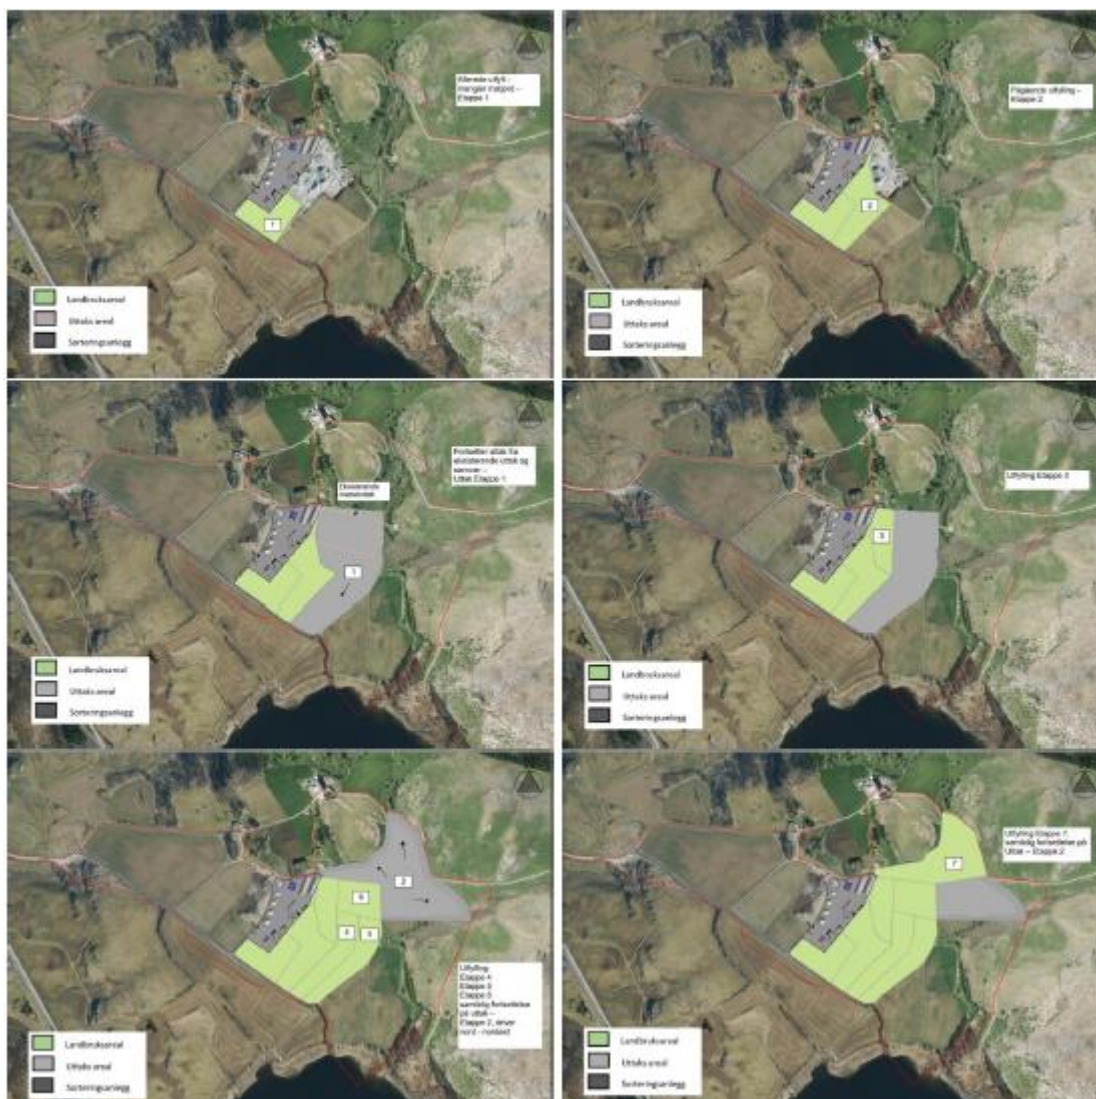 Allerede utfylt -
mangler matjord –
Etappe 1
1
Landbruksareal
Uttaks areal
Sorteringsanlegg
Pågående utfylling –
Etappe 2
2
Landbruksareal
Uttaks areal
Sorteringsanlegg
Fortsetter uttak fra
eksisterende uttak og
Uttak Etappe 1
Eksisterende
1
Landbruksareal
Uttaks areal
Sorteringsanlegg
Utfylling Etappe 3
3
Landbruksareal
Uttaks areal
Sorteringsanlegg
2
6
4
5
Utfylling
Etappe 4
Etappe 5
Etappe 6
samtidig fortsettelse
på uttak –
Etappe 2, driver
nord - nordøst
Landbruksareal
Uttaks areal
Sorteringsanlegg
Utfylling Etappe 7,
samtidig fortsettelse på
Uttak – Etappe 2
7
Landbruksareal
Uttaks areal
Sorteringsanlegg